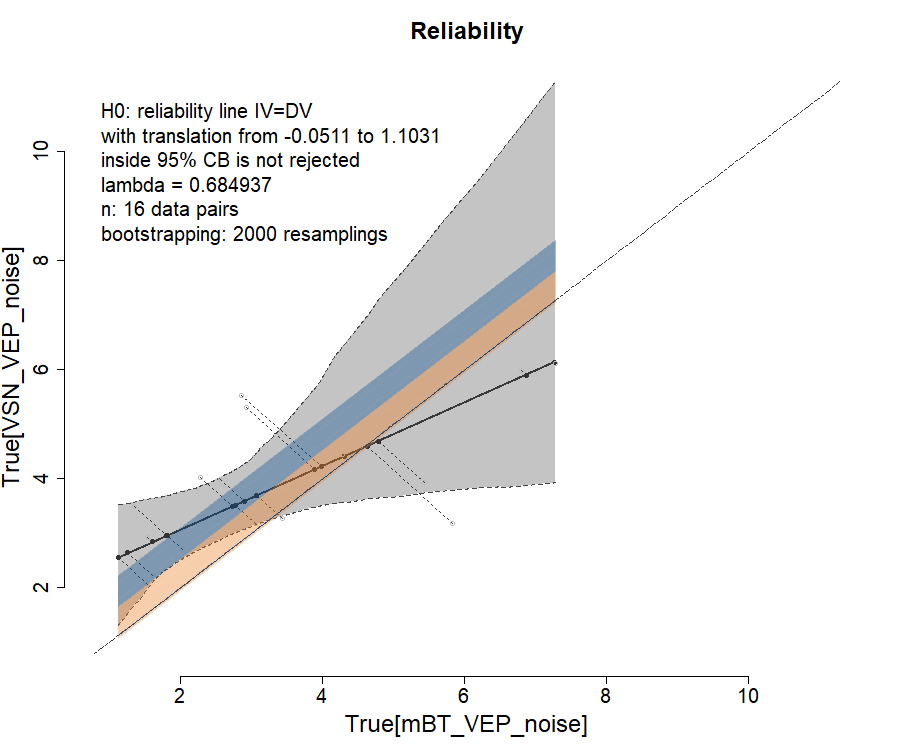 Reliability
H0: reliability line IV=DV
with translation from -0.0511 to 1.1031
inside 95% CB is not rejected
lambda = 0.684937
n: 16 data pairs
bootstrapping: 2000 resamplings
True[VSN_VEP_noise]
10
8
6
4
2
2 4 6 8 10
True[mBT_VEP_noise]